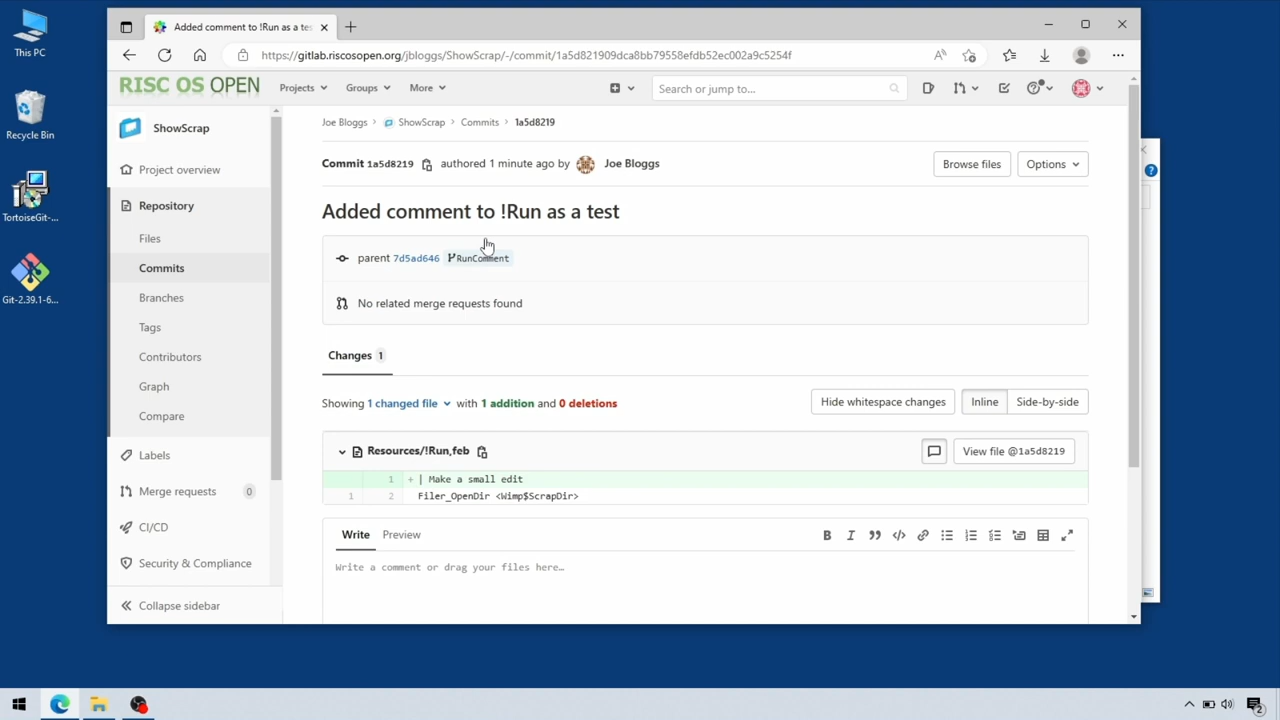 This PC
Recycle Bin
TortoiseGit-...
Git-2.39.1-6...
Added comment to !Run as a tes
https://gitlab.riscosopen.org/jbloggs/ShowScrap/-/commit/1a5d821909dca8bb79558efdb52ec002a9c5254f
RISC OS OPEN
Projects
Groups
More
Search or jump to...
ShowScrap
Project overview
Repository
Files
Commits
Branches
Tags
Contributors
Graph
Compare
Labels
Merge requests 0
CI/CD
Security & Compliance
Collapse sidebar
Joe Bloggs > ShowScrap > Commits > 1a5d8219
Commit 1a5d8219 authored 1 minute ago by Joe Bloggs
Browse files
Options
Added comment to !Run as a test
parent 7d5ad646 RunComment
No related merge requests found
Changes 1
Showing 1 changed file with 1 addition and 0 deletions
Hide whitespace changes
Inline
Side-by-side
Resources/!Run,feb
View file @1a5d8219
1 + | Make a small edit
1 2 Filer_OpenDir <Wimp$ScrapDir>
Write
Preview
Write a comment or drag your files here…
2